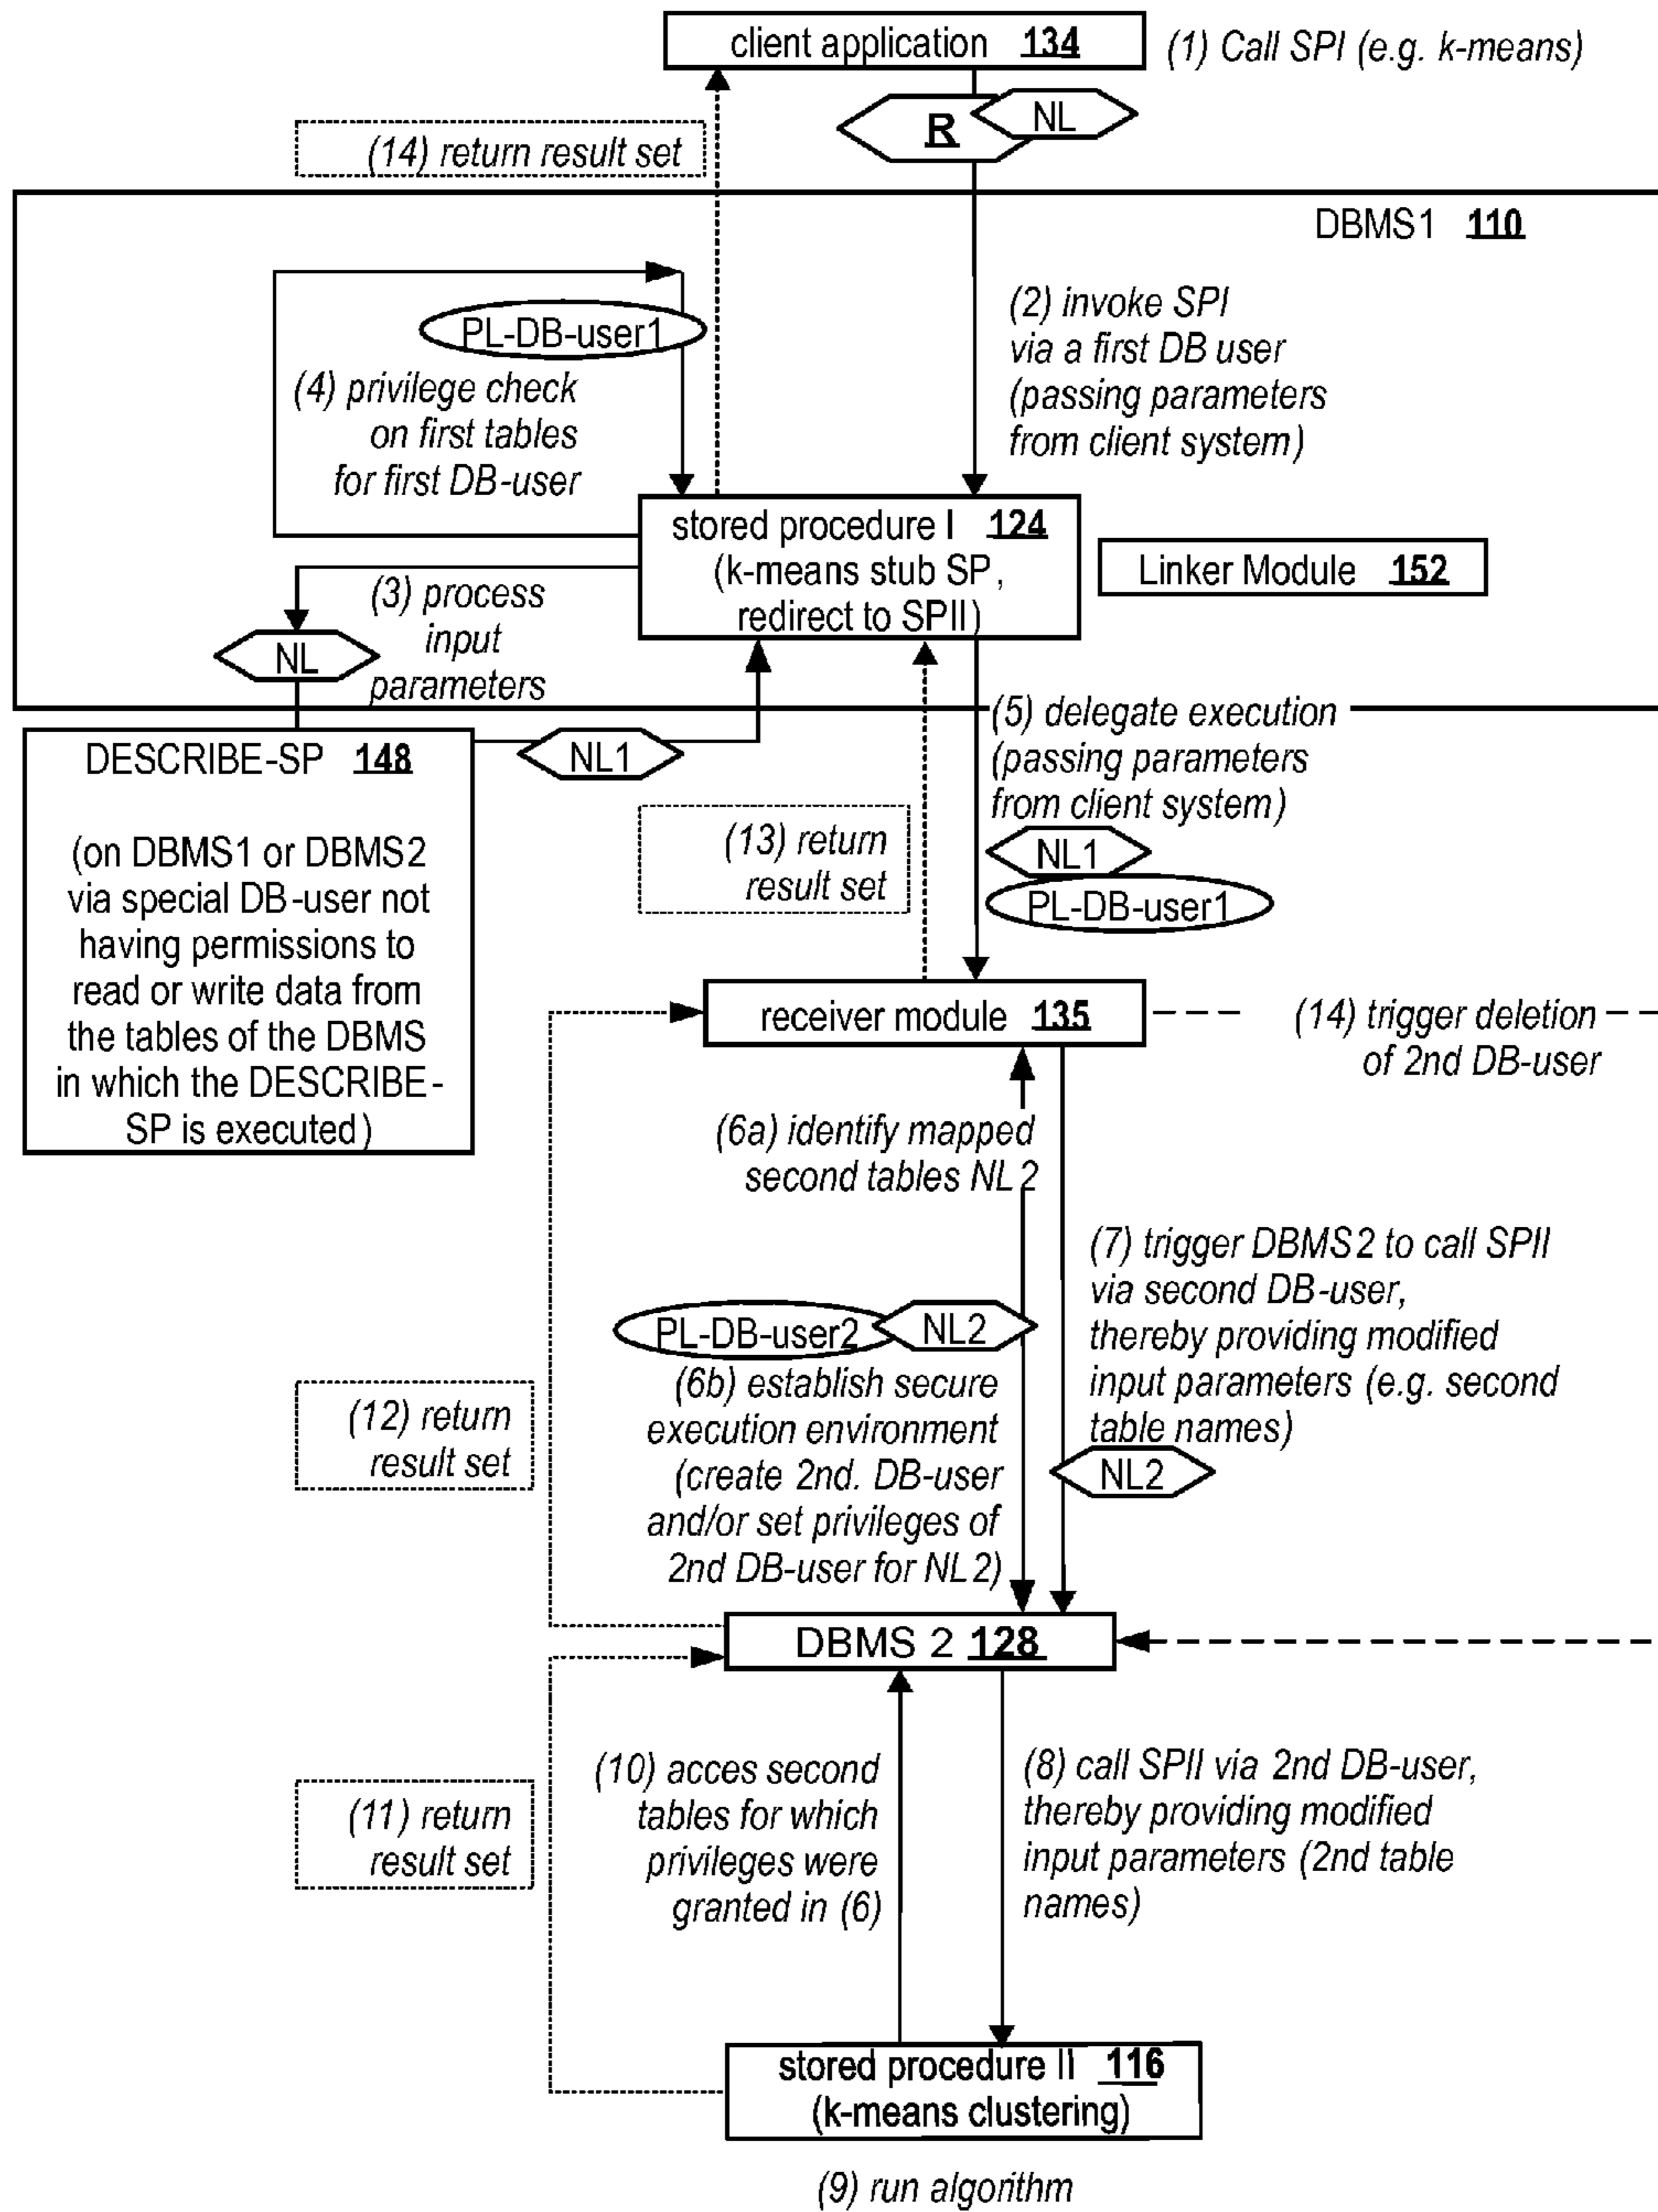 client application 134
(1) Call SPI (e.g. k-means)
R
NL
(14) return result set
DBMS1 110
PL-DB-user1
(2) invoke SPI
via a first DB user
(passing parameters
from client system)
(4) privilege check
on first tables
for first DB-user
stored procedure I 124
(k-means stub SP,
redirect to SPII)
Linker Module 152
(3) process
input
parameters
NL
(5) delegate execution
(passing parameters
from client system)
DESCRIBE-SP 148
(on DBMS1 or DBMS2
via special DB-user not
having permissions to
read or write data from
the tables of the DBMS
in which the DESCRIBE-
SP is executed)
NL1
(13) return
result set
NL1
PL-DB-user1
receiver module 135
(14) trigger deletion
of 2nd DB-user
(6a) identify mapped
second tables NL2
(7) trigger DBMS2 to call SPII
via second DB-user,
thereby providing modified
input parameters (e.g. second
table names)
PL-DB-user2
NL2
(6b) establish secure
execution environment
(create 2nd. DB-user
and/or set privileges of
2nd DB-user for NL2)
NL2
(12) return
result set
DBMS 2 128
(10) acces second
tables for which
privileges were
granted in (6)
(8) call SPII via 2nd DB-user,
thereby providing modified
input parameters (2nd table
names)
(11) return
result set
stored procedure II 116
(k-means clustering)
(9) run algorithm